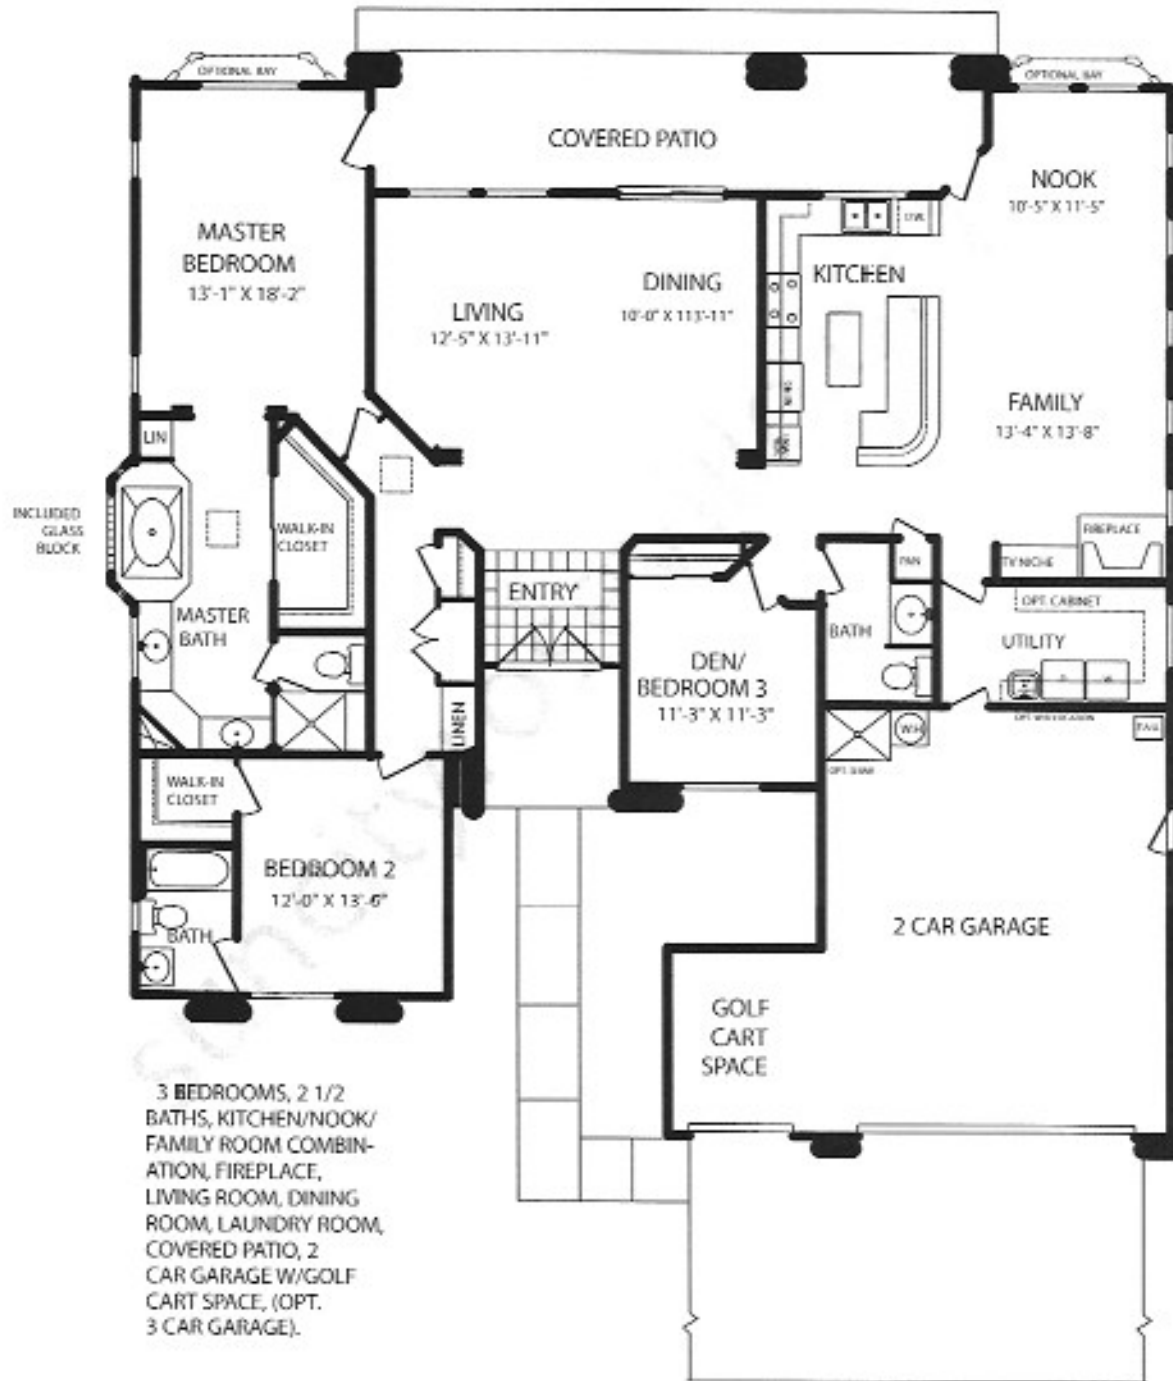 OPTIONAL BAY
OPTIONAL BAY
COVERED PATIO
NOOK
10'-5" X 11'-5"
MASTER
BEDROOM
13'-1" X 18'-2"
LIVING
12'-5" X 13'-11"
DINING
10'-0" X 113'-11"
KITCHEN
D.W.
FAMILY
13'-4" X 13'-8"
LIN
INCLUDED
GLASS
BLOCK
WALK-IN
CLOSET
MASTER
BATH
ENTRY
PAN
TV NICHE
FIREPLACE
OPT. CABINET
UTILITY
BATH
DEN/
BEDROOM 3
11'-3" X 11'-3"
LINEN
W.H
WALK-IN
CLOSET
BEDROOM 2
12'-0" X 13'-6"
BATH
2 CAR GARAGE
GOLF
CART
SPACE
3 BEDROOMS, 2 1/2
BATHS, KITCHEN/NOOK/
FAMILY ROOM COMBIN-
ATION, FIREPLACE,
LIVING ROOM, DINING
ROOM, LAUNDRY ROOM,
COVERED PATIO, 2
CAR GARAGE W/GOLF
CART SPACE, (OPT.
3 CAR GARAGE).